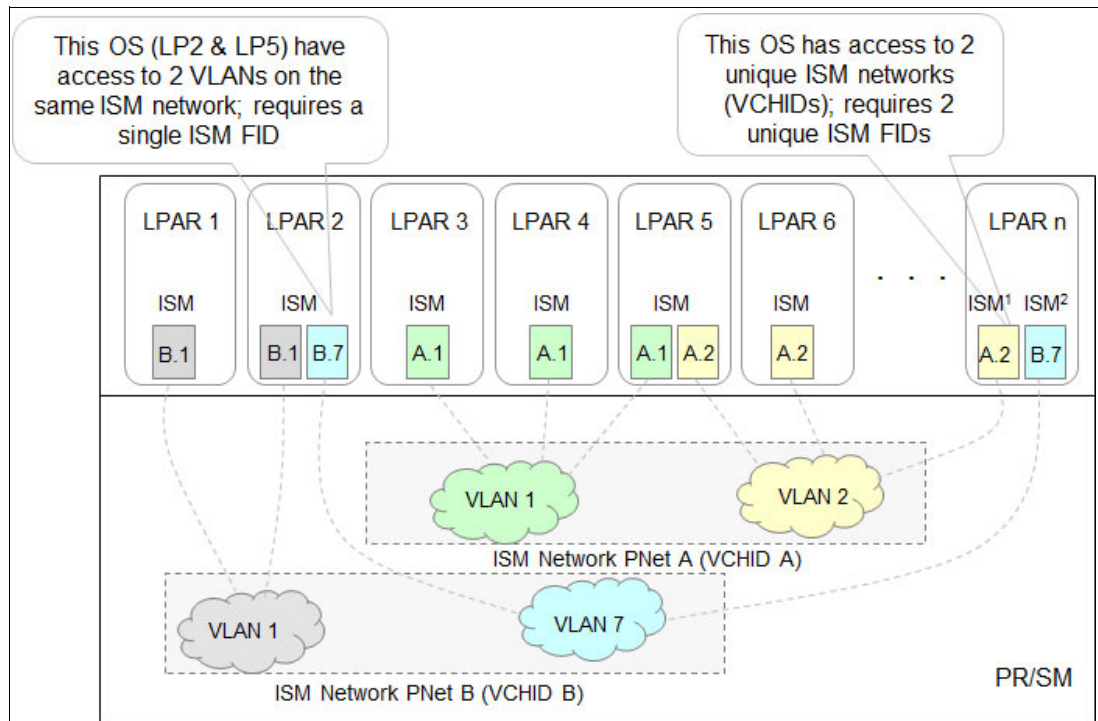 This OS (LP2 & LP5) have
access to 2 VLANs on the
same ISM network; requires a
single ISM FID
This OS has access to 2
unique ISM networks
(VCHIDs); requires 2
unique ISM FIDs
LPAR 1 LPAR 2 LPAR 3 LPAR 4 LPAR 5 LPAR 6 LPAR n
. . .
ISM ISM ISM ISM ISM ISM ISM¹ ISM²
B.1 B.1 B.7 A.1 A.1 A.1 A.2 A.2 A.2 B.7
VLAN 1 VLAN 2
ISM Network PNet A (VCHID A)
VLAN 1 VLAN 7
ISM Network PNet B (VCHID B)
PR/SM